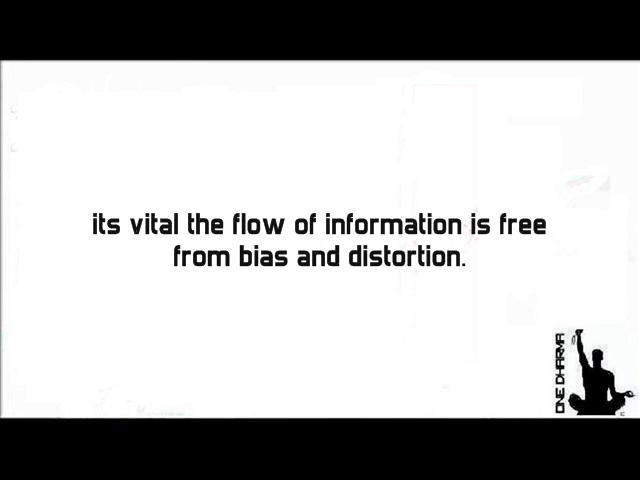 its vital the flow of information is free
from bias and distortion.
ONE DHARMA